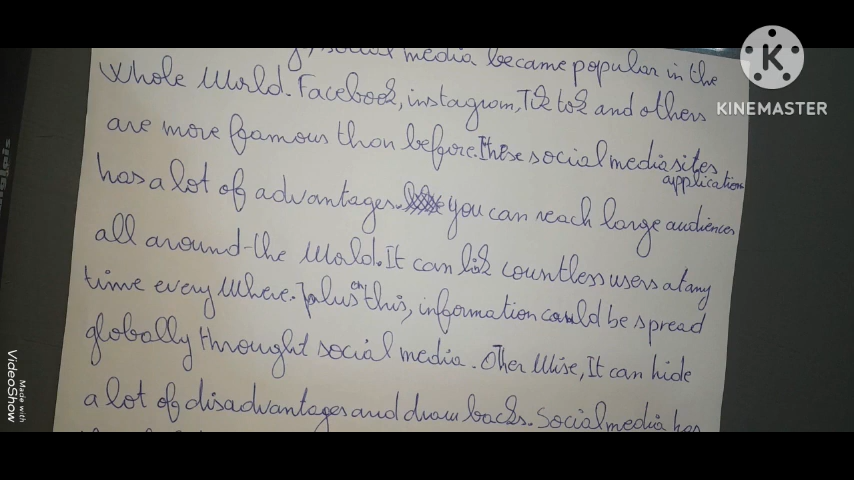 social media became popular in the
whole world. Facebook, instagram, Tik tok and others
are more famous than before. These social media sites
application
has a lot of advantages. you can reach large audiences
all around the world. It can lik countless users at any
time every where. plus this, information could be spread
globally throught social media. Other wise, It can hide
a lot of disadvantages and draw backs. Social media has
KINEMASTER
Made with
VideoShow